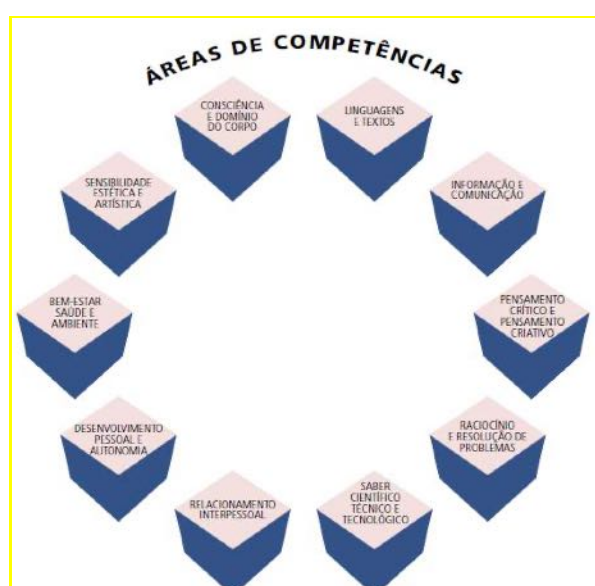 ÁREAS DE COMPETÊNCIAS
CONSCIÊNCIA
E DOMÍNIO
DO CORPO
LINGUAGENS
E TEXTOS
SENSIBILIDADE
ESTÉTICA E
ARTÍSTICA
INFORMAÇÃO E
COMUNICAÇÃO
BEM-ESTAR
SAÚDE E
AMBIENTE
PENSAMENTO
CRÍTICO E
PENSAMENTO
CRIATIVO
DESENVOLVIMENTO
PESSOAL E
AUTONOMIA
RACIOCÍNIO
E RESOLUÇÃO DE
PROBLEMAS
RELACIONAMENTO
INTERPESSOAL
SABER
CIENTÍFICO
TÉCNICO E
TECNOLÓGICO